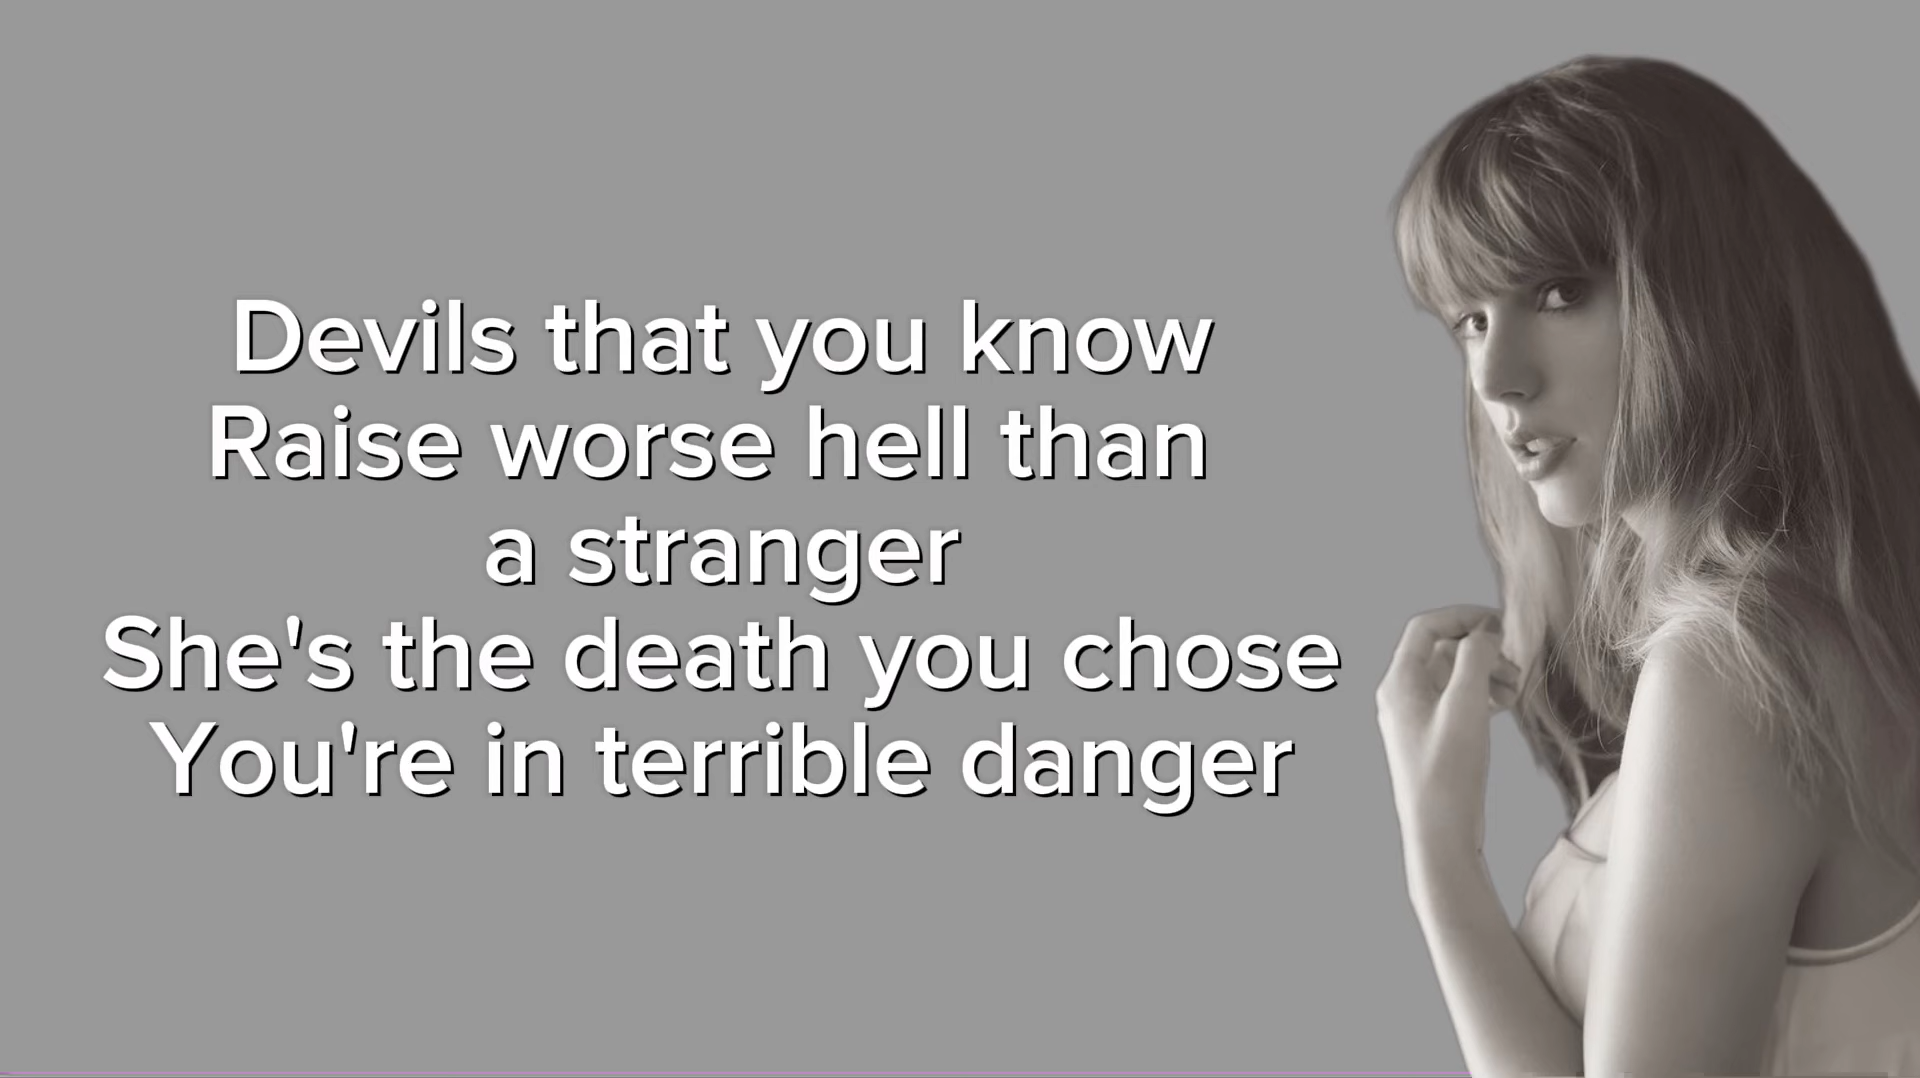 Devils that you know
Raise worse hell than
a stranger
She's the death you chose
You're in terrible danger